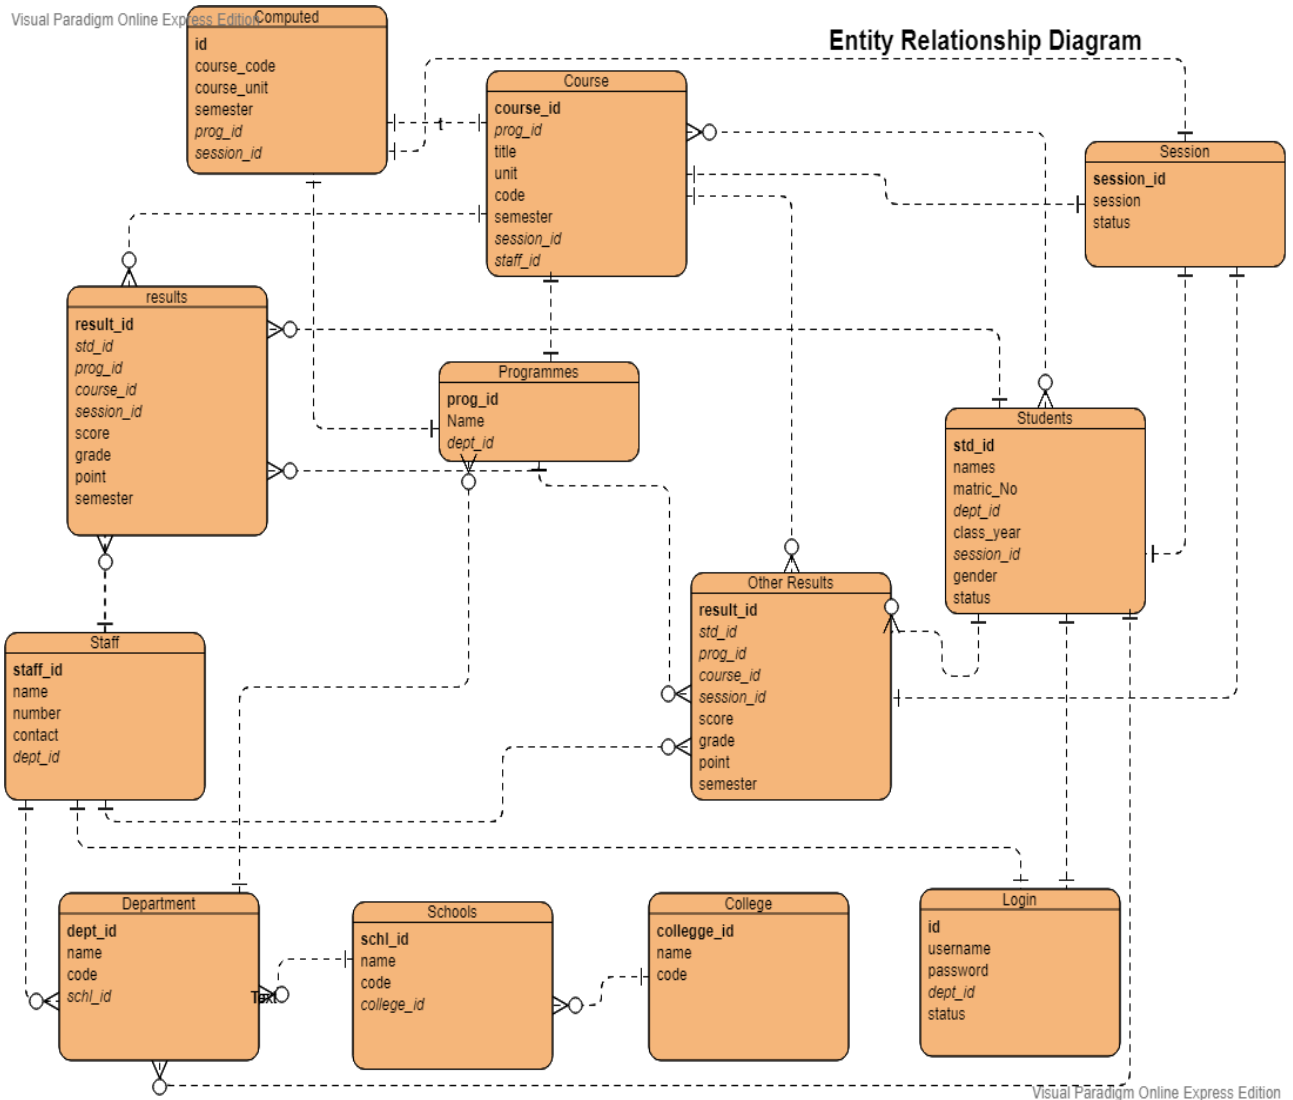 Visual Paradigm Online Express Edition
Entity Relationship Diagram
Computed
id
course_code
course_unit
semester
prog_id
session_id
t
Course
course_id
prog_id
title
unit
code
semester
session_id
staff_id
Session
session_id
session
status
results
result_id
std_id
prog_id
course_id
session_id
score
grade
point
semester
Programmes
prog_id
Name
dept_id
Students
std_id
names
matric_No
dept_id
class_year
session_id
gender
status
Other Results
result_id
std_id
prog_id
course_id
session_id
score
grade
point
semester
Staff
staff_id
name
number
contact
dept_id
Department
dept_id
name
code
schl_id
Text
Schools
schl_id
name
code
college_id
College
collegge_id
name
code
Login
id
username
password
dept_id
status
Visual Paradigm Online Express Edition